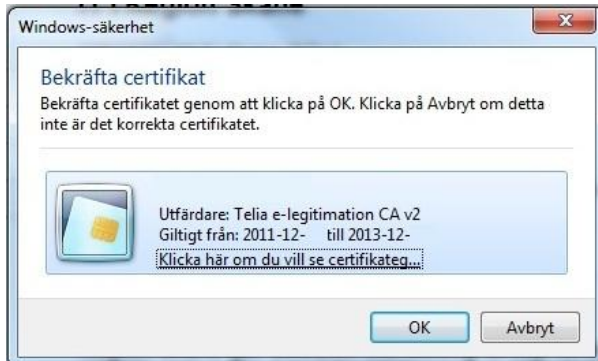 Windows-säkerhet
Bekräfta certifikat
Bekräfta certifikatet genom att klicka på OK. Klicka på Avbryt om detta
inte är det korrekta certifikatet.
Utfärdare: Telia e-legitimation CA v2
Giltigt från: 2011-12- till 2013-12-
Klicka här om du vill se certifikateg...
OK
Avbryt